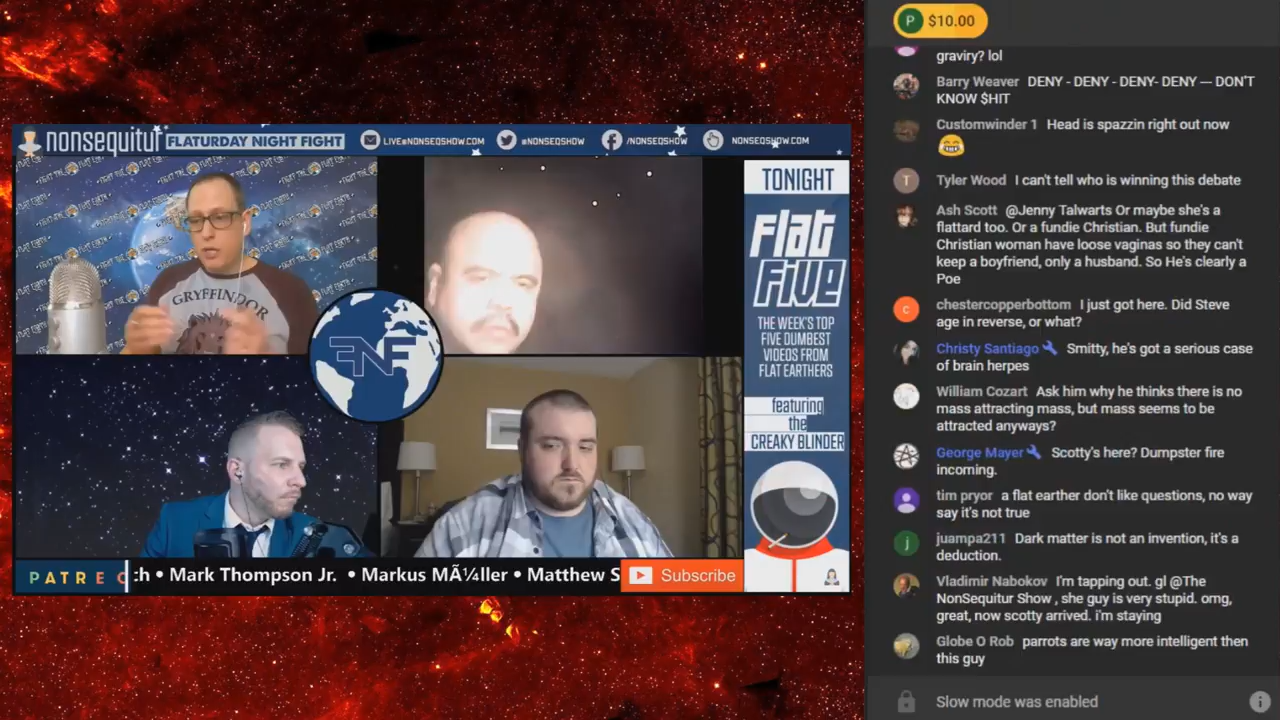 nonsequitur
FLATURDAY NIGHT FIGHT
LIVE@NONSEQSHOW.COM
@NONSEQSHOW
/NONSEQSHOW
NONSEQSHOW.COM
GRYFFINDOR
FNF
TONIGHT
Flat
Five
THE WEEK'S TOP
FIVE DUMBEST
VIDEOS FROM
FLAT EARTHERS
featuring
the
CREAKY BLINDER
PATREO
ch • Mark Thompson Jr. • Markus MÃ¼ller • Matthew S
Subscribe
P $10.00
graviry? lol
Barry Weaver DENY - DENY - DENY- DENY — DON'T
KNOW $HIT
Customwinder 1 Head is spazzin right out now
😂
T Tyler Wood I can't tell who is winning this debate
Ash Scott @Jenny Talwarts Or maybe she's a
flattard too. Or a fundie Christian. But fundie
Christian woman have loose vaginas so they can't
keep a boyfriend, only a husband. So He's clearly a
Poe
c chestercopperbottom I just got here. Did Steve
age in reverse, or what?
Christy Santiago Smitty, he's got a serious case
of brain herpes
William Cozart Ask him why he thinks there is no
mass attracting mass, but mass seems to be
attracted anyways?
George Mayer Scotty's here? Dumpster fire
incoming.
tim pryor a flat earther don't like questions, no way
say it's not true
j juampa211 Dark matter is not an invention, it's a
deduction.
Vladimir Nabokov I'm tapping out. gl @The
NonSequitur Show , she guy is very stupid. omg,
great, now scotty arrived. i'm staying
Globe O Rob parrots are way more intelligent then
this guy
Slow mode was enabled